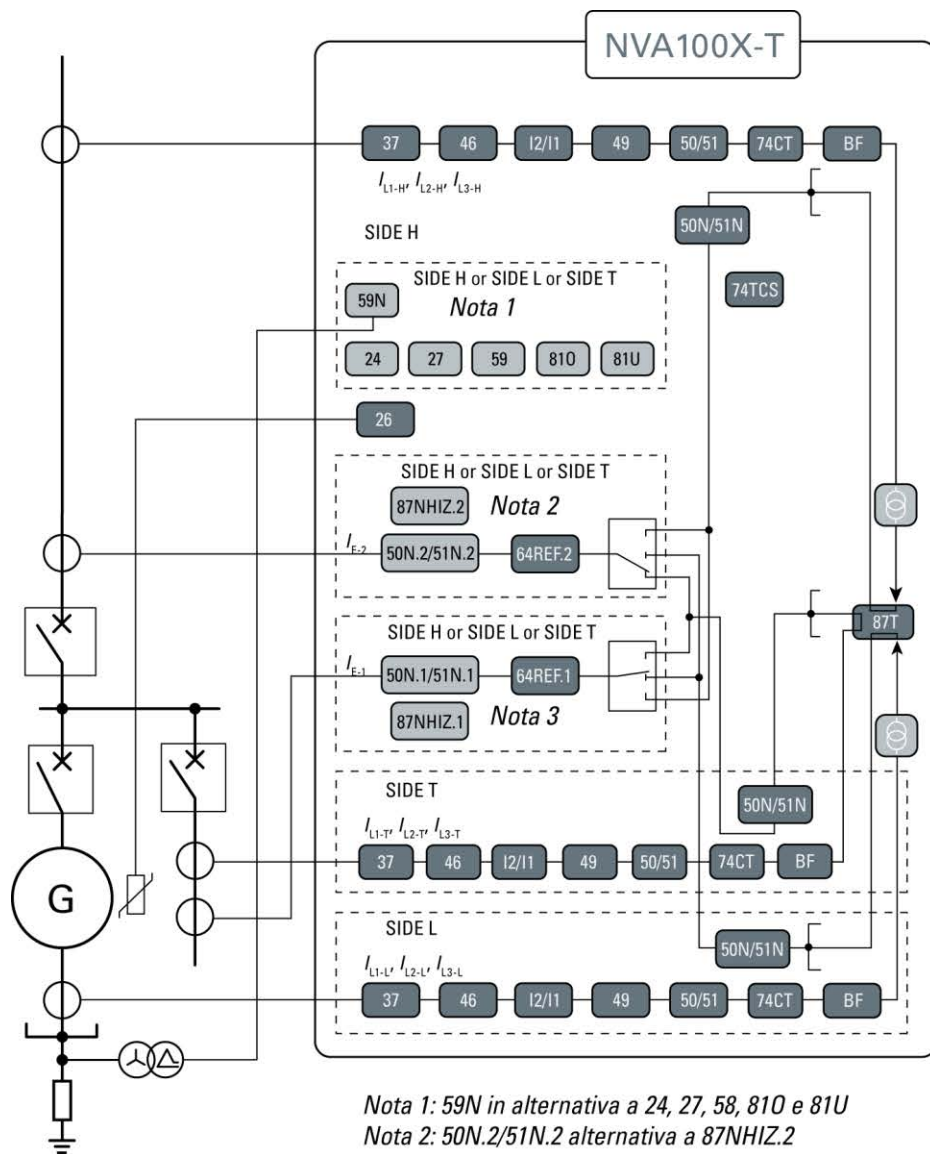 NVA100X-T
37 46 I2/I1 49 50/51 74CT BF
IL1-H, IL2-H, IL3-H
50N/51N
SIDE H
SIDE H or SIDE L or SIDE T
59N Nota 1
74TCS
24 27 59 81O 81U
26
SIDE H or SIDE L or SIDE T
87NHIZ.2 Nota 2
IE-2 50N.2/51N.2 64REF.2
87T
SIDE H or SIDE L or SIDE T
IE-1 50N.1/51N.1 64REF.1
87NHIZ.1 Nota 3
SIDE T
50N/51N
IL1-T, IL2-T, IL3-T
37 46 I2/I1 49 50/51 74CT BF
G
SIDE L
50N/51N
IL1-L, IL2-L, IL3-L
37 46 I2/I1 49 50/51 74CT BF
Nota 1: 59N in alternativa a 24, 27, 58, 81O e 81U
Nota 2: 50N.2/51N.2 alternativa a 87NHIZ.2